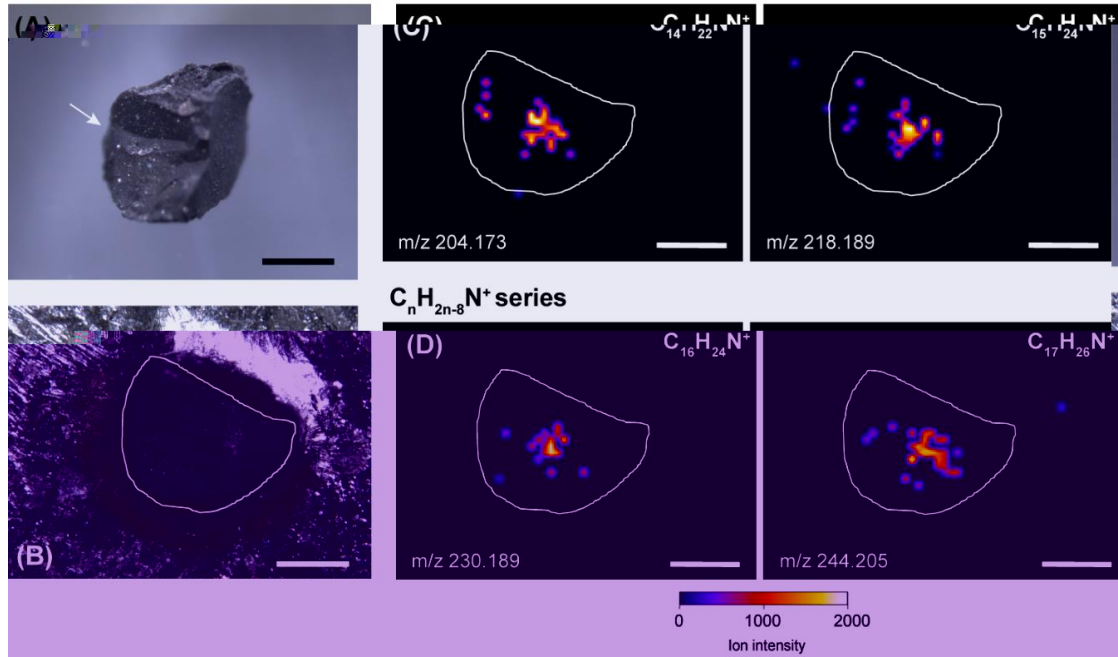 (A)
(C)
C₁₄H₂₂N⁺
C₁₅H₂₄N⁺
m/z 204.173
m/z 218.189
CₙH₂ₙ₋₈N⁺ series
(B)
(D)
C₁₆H₂₄N⁺
C₁₇H₂₆N⁺
m/z 230.189
m/z 244.205
0
1000
2000
Ion intensity